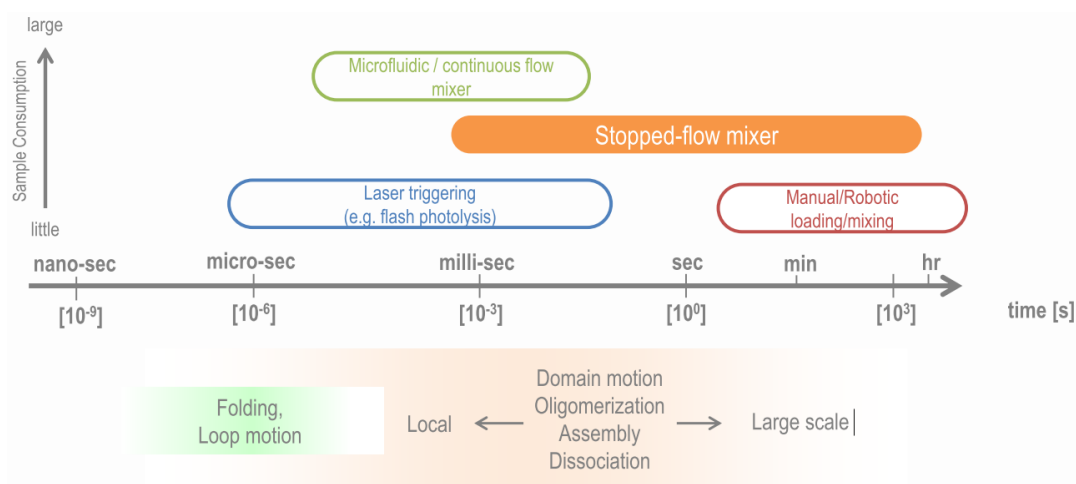 large
Sample Consumption
little
Microfluidic / continuous flow
mixer
Stopped-flow mixer
Laser triggering
(e.g. flash photolysis)
Manual/Robotic
loading/mixing
nano-sec
micro-sec
milli-sec
sec
min
hr
[10⁻⁹]
[10⁻⁶]
[10⁻³]
[10⁰]
[10³]
time [s]
Folding,
Loop motion
Local
Domain motion
Oligomerization
Assembly
Dissociation
Large scale